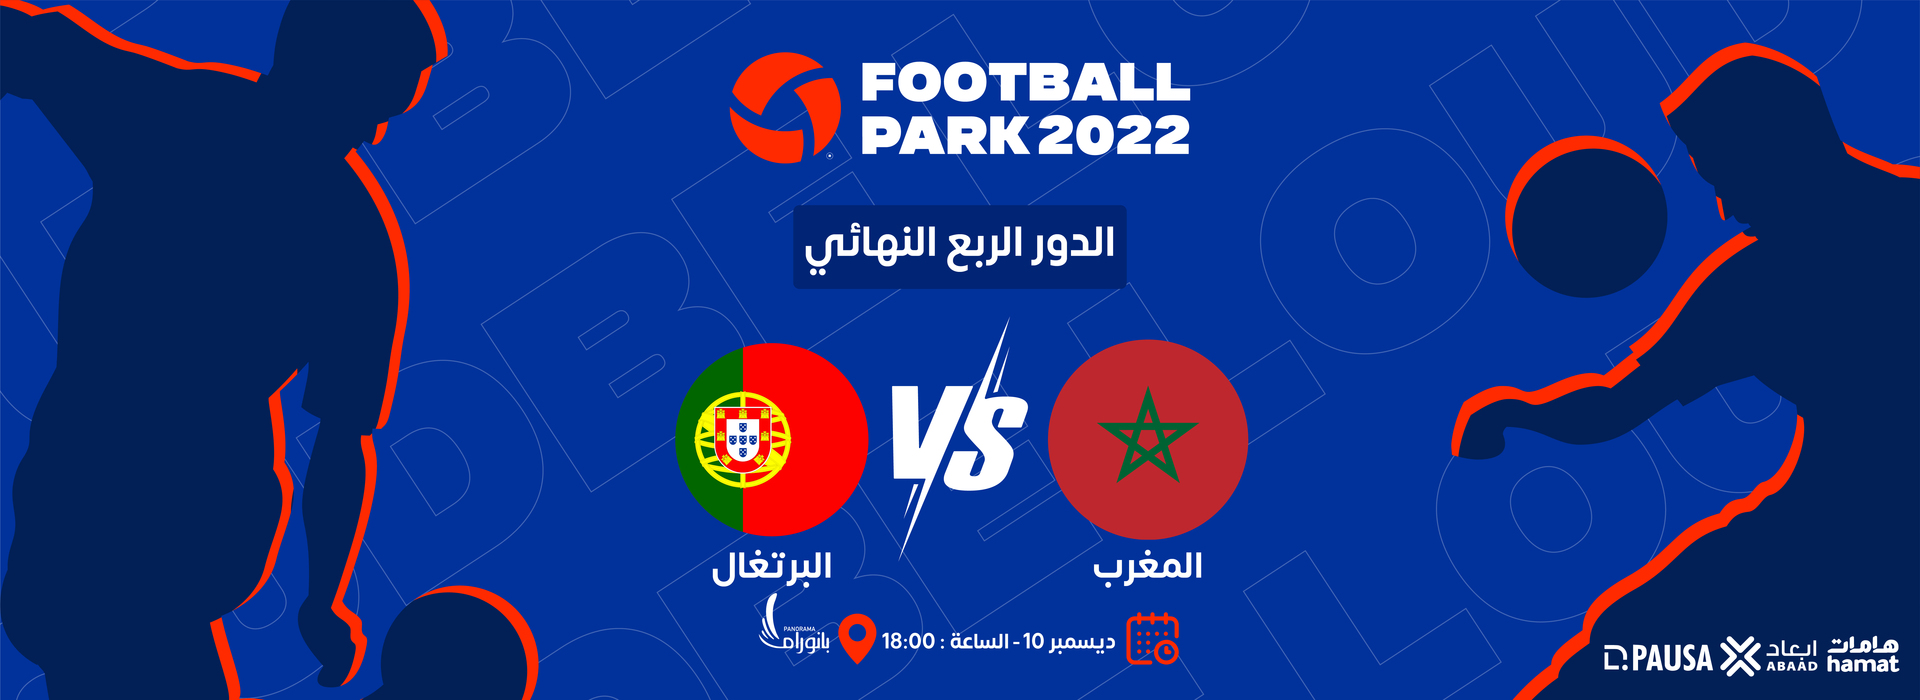 FOOTBALL
PARK 2022
الدور الربع النهائي
VS
المغرب
البرتغال
ديسمبر 10 - الساعة : 18:00
PANORAMA
بانوراما
D.PAUSA
ابعاد
ABAAD
هامات
hamat